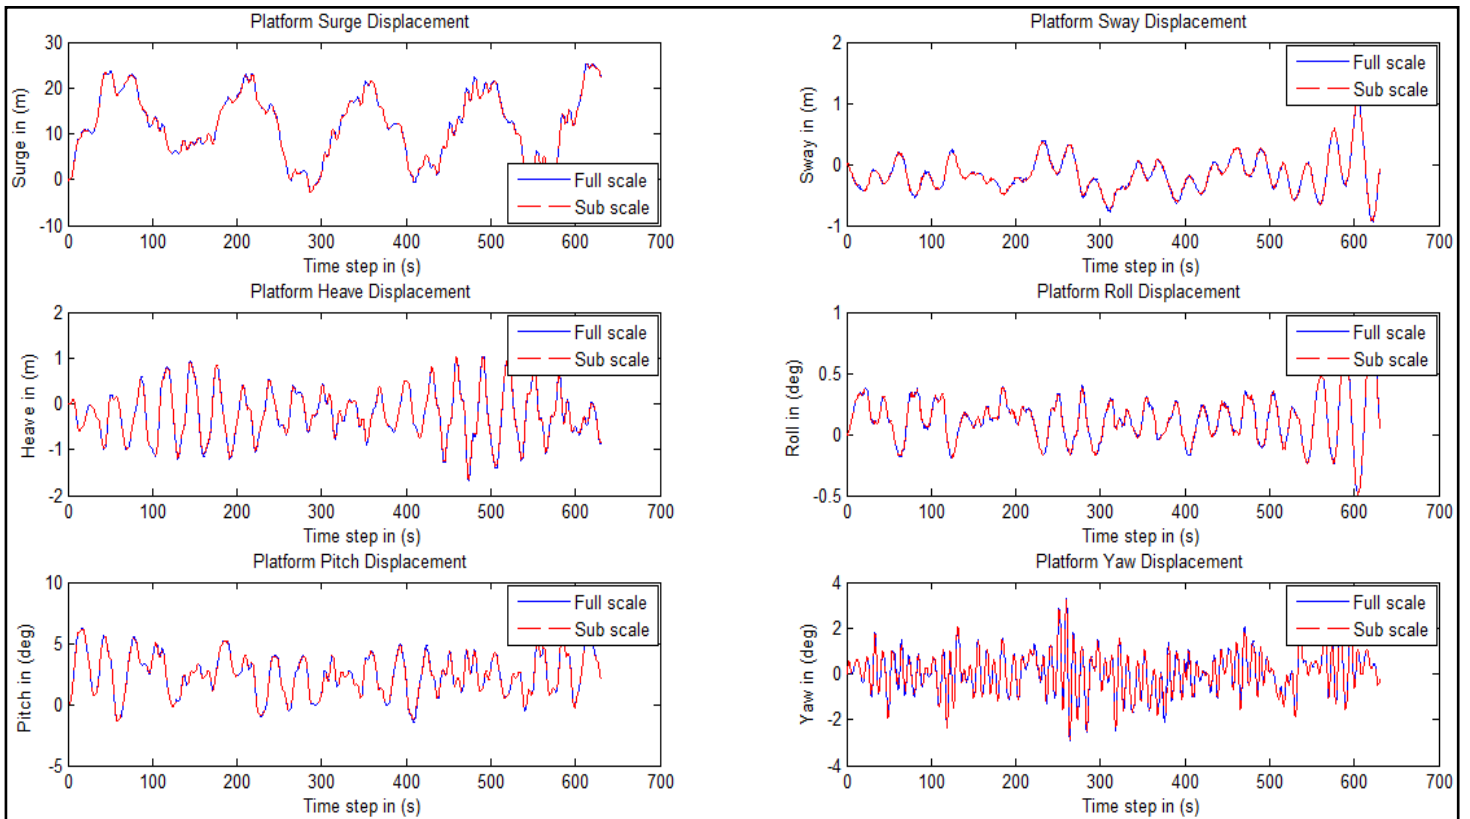 Platform Surge Displacement
30
20
10
0
-10
Surge in (m)
Full scale
Sub scale
0 100 200 300 400 500 600 700
Time step in (s)
Platform Sway Displacement
2
1
0
-1
Sway in (m)
Full scale
Sub scale
0 100 200 300 400 500 600 700
Time step in (s)
Platform Heave Displacement
2
1
0
-1
-2
Heave in (m)
Full scale
Sub scale
0 100 200 300 400 500 600 700
Time step in (s)
Platform Roll Displacement
1
0.5
0
-0.5
Roll in (deg)
Full scale
Sub scale
0 100 200 300 400 500 600 700
Time step in (s)
Platform Pitch Displacement
10
5
0
-5
Pitch in (deg)
Full scale
Sub scale
0 100 200 300 400 500 600 700
Time step in (s)
Platform Yaw Displacement
4
2
0
-2
-4
Yaw in (deg)
Full scale
Sub scale
0 100 200 300 400 500 600 700
Time step in (s)